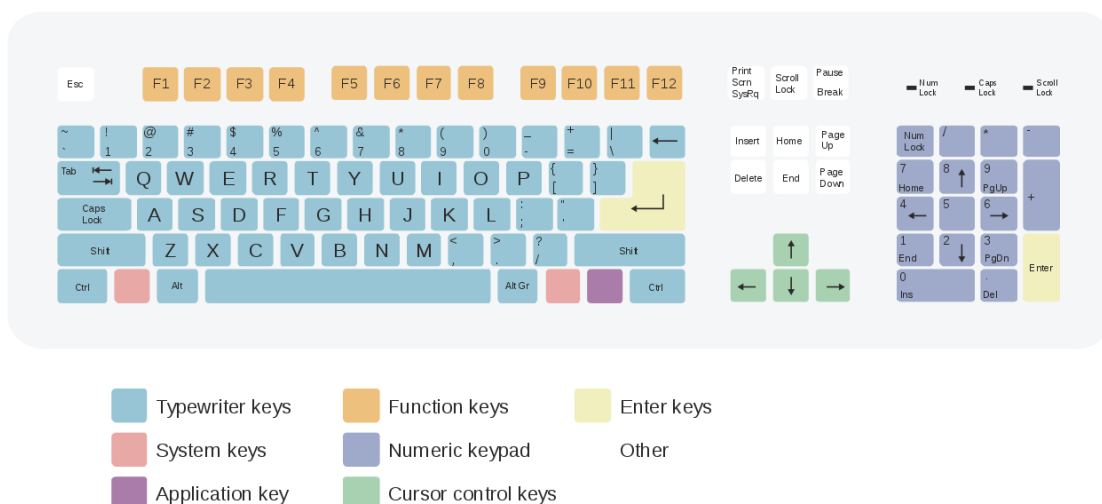 Esc F1 F2 F3 F4 F5 F6 F7 F8 F9 F10 F11 F12
Print
Scrn
SysRq
Scroll
Lock
Pause
Break
Num
Lock
Caps
Lock
Scroll
Lock
~ ! @ # $ % ^ & * ( ) _ + |
` 1 2 3 4 5 6 7 8 9 0 - = \ ←
Insert Home Page
Up
Num
Lock
/ * -
Tab Q W E R T Y U I O P { }
[ ]
Delete End Page
Down
7 8 ↑ 9
Home PgUp
+
Caps
Lock
A S D F G H J K L : "
; '
4 ← 5 6 →
Shift Z X C V B N M < > ?
, . /
Shift
↑
1 2 ↓ 3
End PgDn
Enter
Ctrl Alt Alt Gr Ctrl
← ↓ →
0 .
Ins Del
Typewriter keys
Function keys
Enter keys
System keys
Numeric keypad
Other
Application key
Cursor control keys